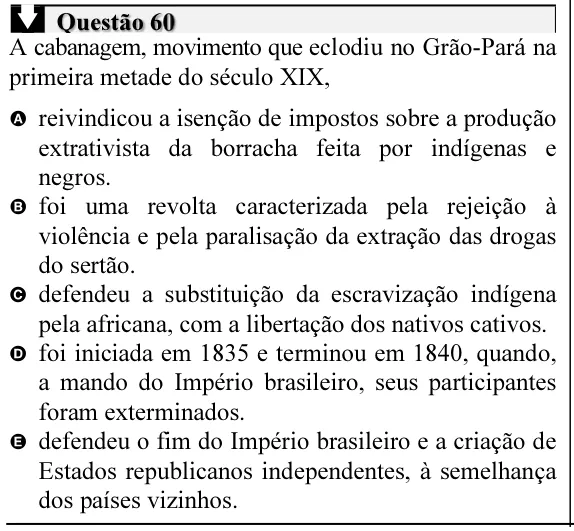 Questão 60
A cabanagem, movimento que eclodiu no Grão-Pará na
primeira metade do século XIX,
A reivindicou a isenção de impostos sobre a produção
extrativista da borracha feita por indígenas e
negros.
B foi uma revolta caracterizada pela rejeição à
violência e pela paralisação da extração das drogas
do sertão.
C defendeu a substituição da escravização indígena
pela africana, com a libertação dos nativos cativos.
D foi iniciada em 1835 e terminou em 1840, quando,
a mando do Império brasileiro, seus participantes
foram exterminados.
E defendeu o fim do Império brasileiro e a criação de
Estados republicanos independentes, à semelhança
dos países vizinhos.